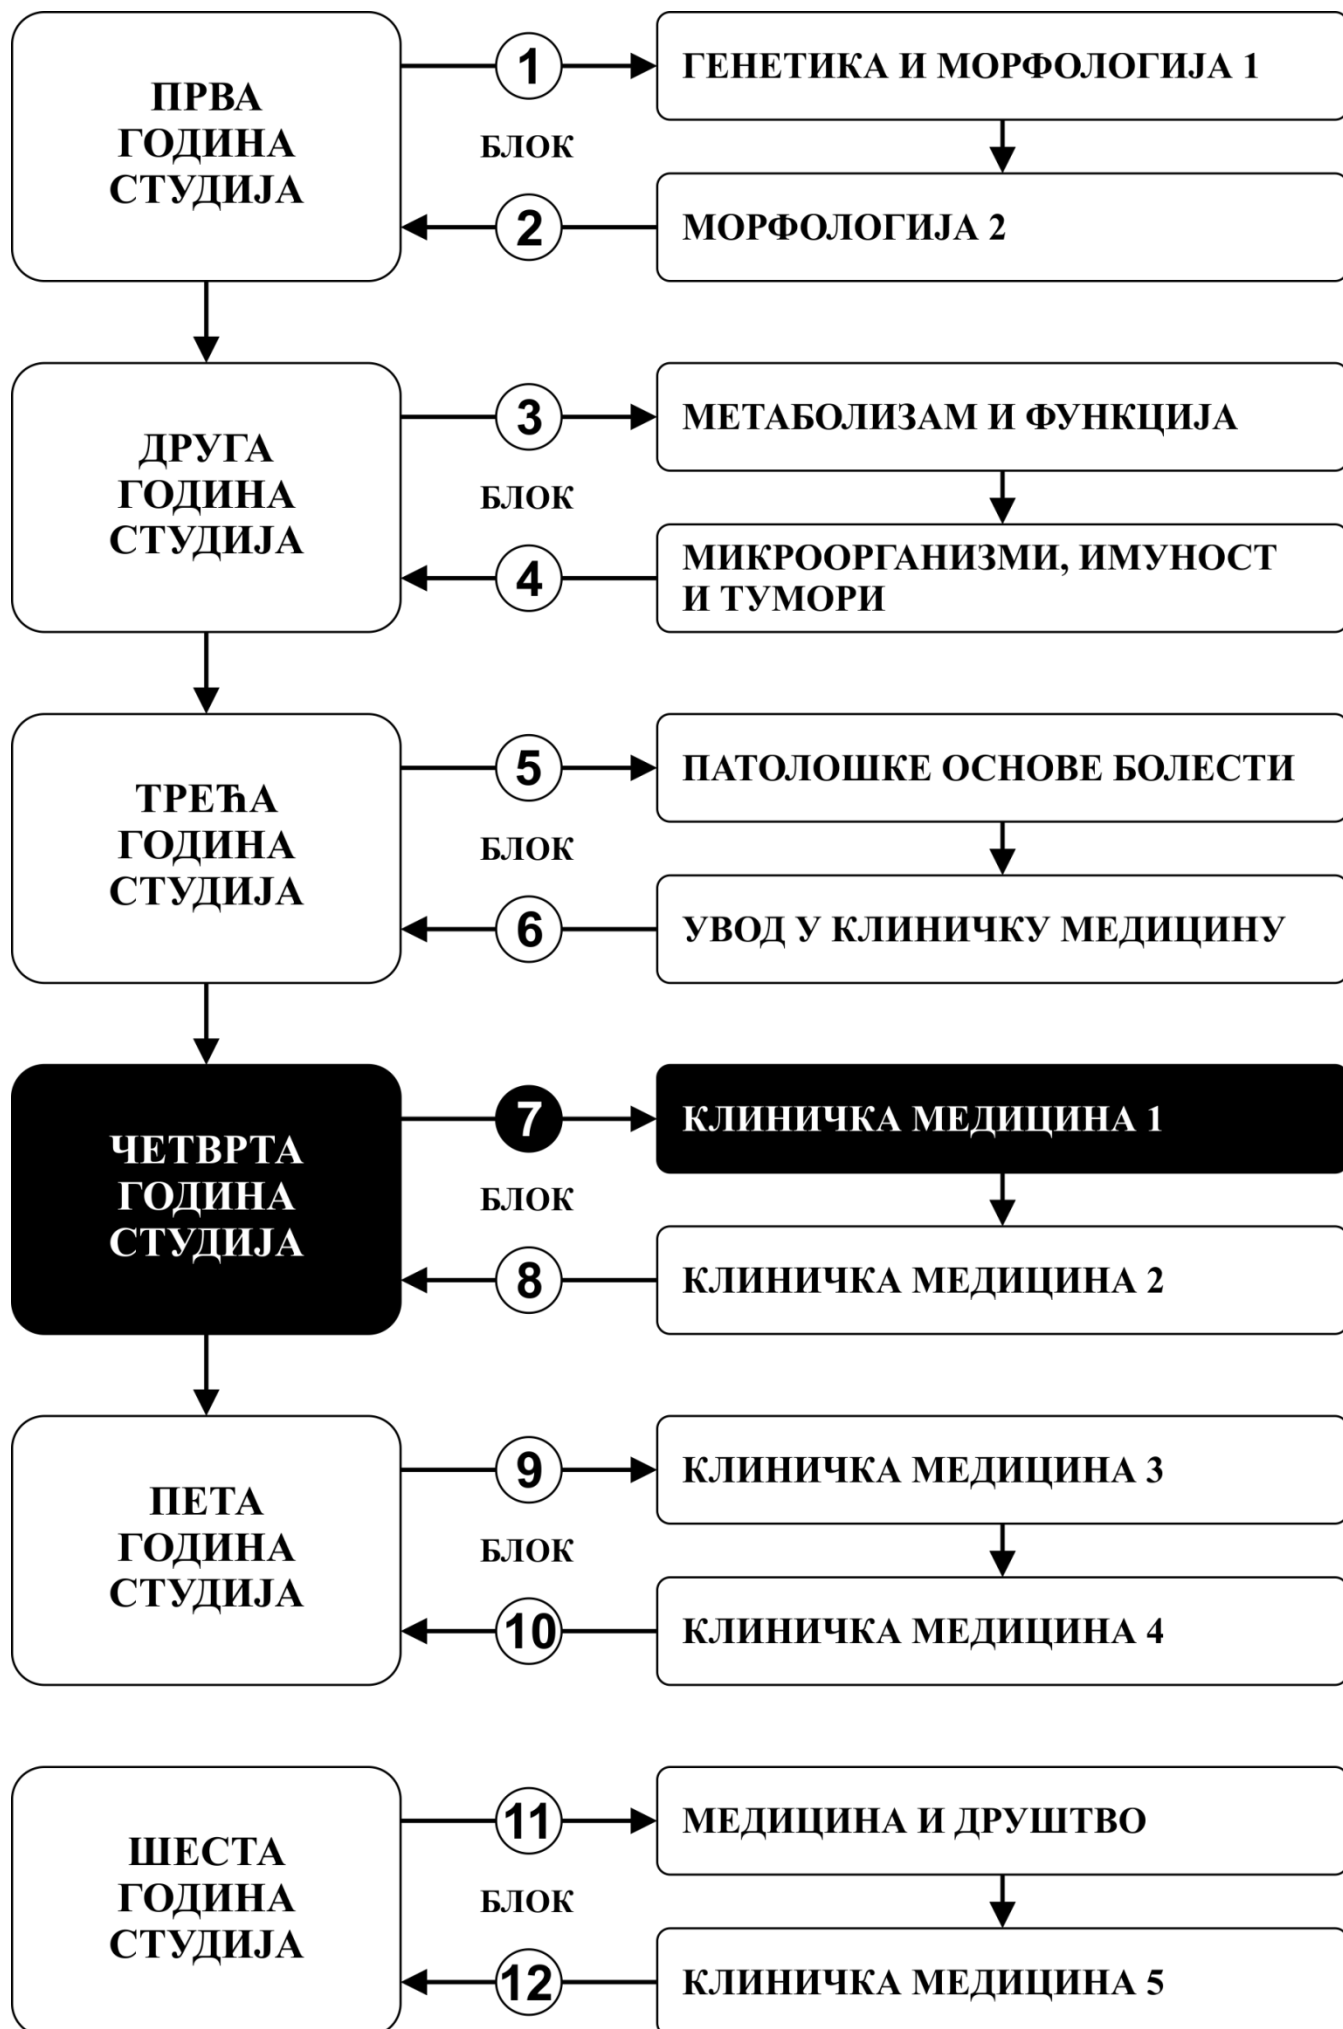 ПРВА
ГОДИНА
СТУДИЈА
1
БЛОК
2
ГЕНЕТИКА И МОРФОЛОГИЈА 1
МОРФОЛОГИЈА 2
ДРУГА
ГОДИНА
СТУДИЈА
3
БЛОК
4
МЕТАБОЛИЗАМ И ФУНКЦИЈА
МИКРООРГАНИЗМИ, ИМУНОСТ
И ТУМОРИ
ТРЕЋА
ГОДИНА
СТУДИЈА
5
БЛОК
6
ПАТОЛОШКЕ ОСНОВЕ БОЛЕСТИ
УВОД У КЛИНИЧКУ МЕДИЦИНУ
ЧЕТВРТА
ГОДИНА
СТУДИЈА
7
БЛОК
8
КЛИНИЧКА МЕДИЦИНА 1
КЛИНИЧКА МЕДИЦИНА 2
ПЕТА
ГОДИНА
СТУДИЈА
9
БЛОК
10
КЛИНИЧКА МЕДИЦИНА 3
КЛИНИЧКА МЕДИЦИНА 4
ШЕСТА
ГОДИНА
СТУДИЈА
11
БЛОК
12
МЕДИЦИНА И ДРУШТВО
КЛИНИЧКА МЕДИЦИНА 5